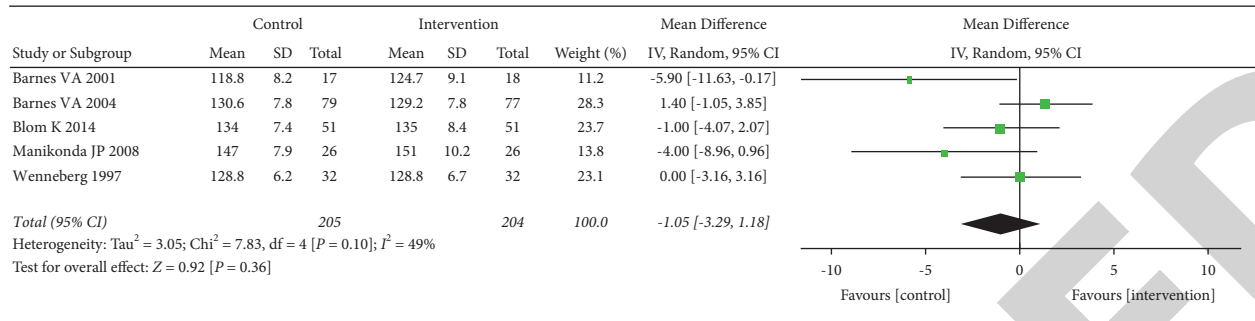 Control Intervention Mean Difference Mean Difference
Study or Subgroup Mean SD Total Mean SD Total Weight (%) IV, Random, 95% CI IV, Random, 95% CI
Barnes VA 2001 118.8 8.2 17 124.7 9.1 18 11.2 -5.90 [-11.63, -0.17]
Barnes VA 2004 130.6 7.8 79 129.2 7.8 77 28.3 1.40 [-1.05, 3.85]
Blom K 2014 134 7.4 51 135 8.4 51 23.7 -1.00 [-4.07, 2.07]
Manikonda JP 2008 147 7.9 26 151 10.2 26 13.8 -4.00 [-8.96, 0.96]
Wenneberg 1997 128.8 6.2 32 128.8 6.7 32 23.1 0.00 [-3.16, 3.16]
Total (95% CI) 205 204 100.0 -1.05 [-3.29, 1.18]
Heterogeneity: Tau² = 3.05; Chi² = 7.83, df = 4 [P = 0.10]; I² = 49%
Test for overall effect: Z = 0.92 [P = 0.36]
-10 -5 0 5 10
Favours [control] Favours [intervention]